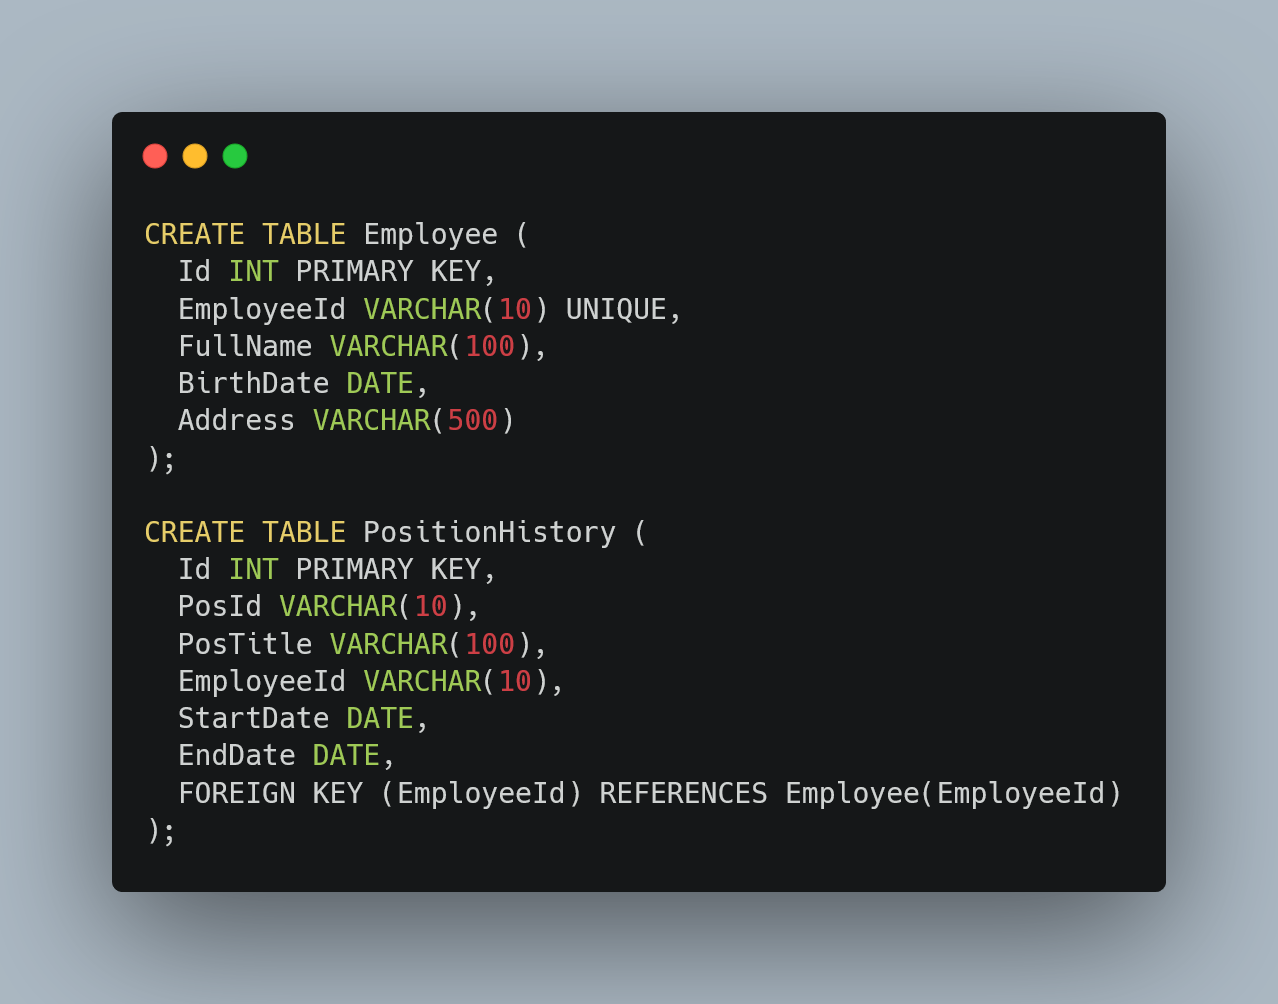 CREATE TABLE Employee (
  Id INT PRIMARY KEY,
  EmployeeId VARCHAR(10) UNIQUE,
  FullName VARCHAR(100),
  BirthDate DATE,
  Address VARCHAR(500)
);

CREATE TABLE PositionHistory (
  Id INT PRIMARY KEY,
  PosId VARCHAR(10),
  PosTitle VARCHAR(100),
  EmployeeId VARCHAR(10),
  StartDate DATE,
  EndDate DATE,
  FOREIGN KEY (EmployeeId) REFERENCES Employee(EmployeeId)
);